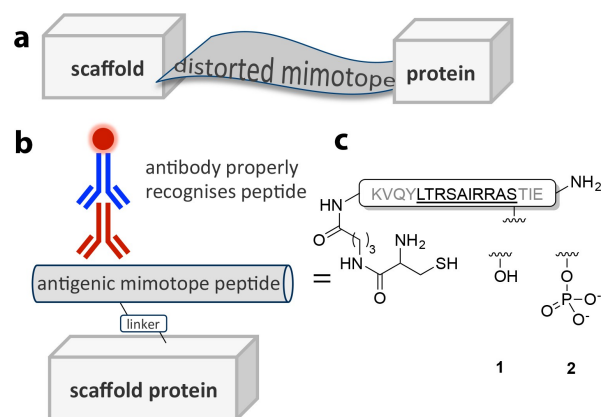 a
scaffold
distorted mimotope
protein
b
antibody properly
recognises peptide
antigenic mimotope peptide
linker
scaffold protein
c
KVQYLTRSAIRRASTIE
NH2
HN
O
( )3
NH2
HN
SH
O
=
OH
O
O P O-
O-
1
2